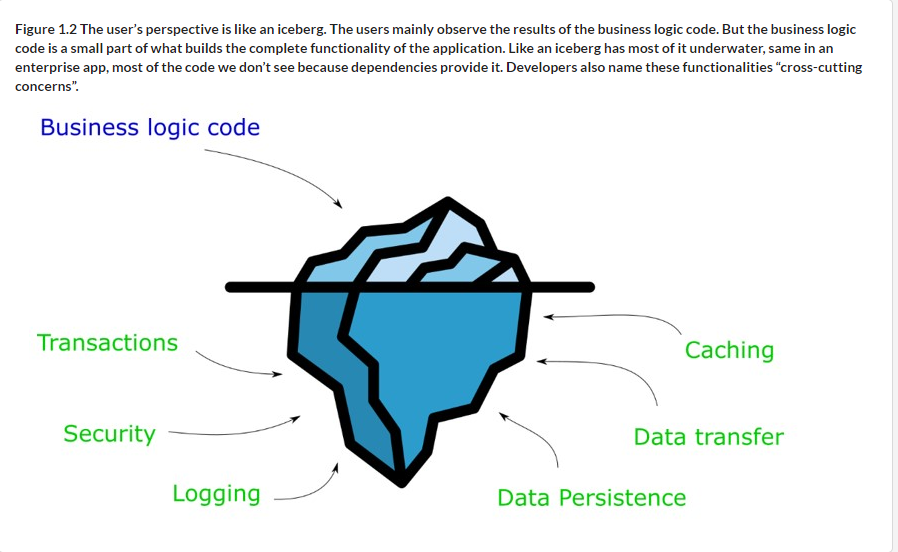 Figure 1.2 The user’s perspective is like an iceberg. The users mainly observe the results of the business logic code. But the business logic
code is a small part of what builds the complete functionality of the application. Like an iceberg has most of it underwater, same in an
enterprise app, most of the code we don’t see because dependencies provide it. Developers also name these functionalities “cross-cutting
concerns”.
Business logic code
Transactions
Caching
Security
Data transfer
Logging
Data Persistence